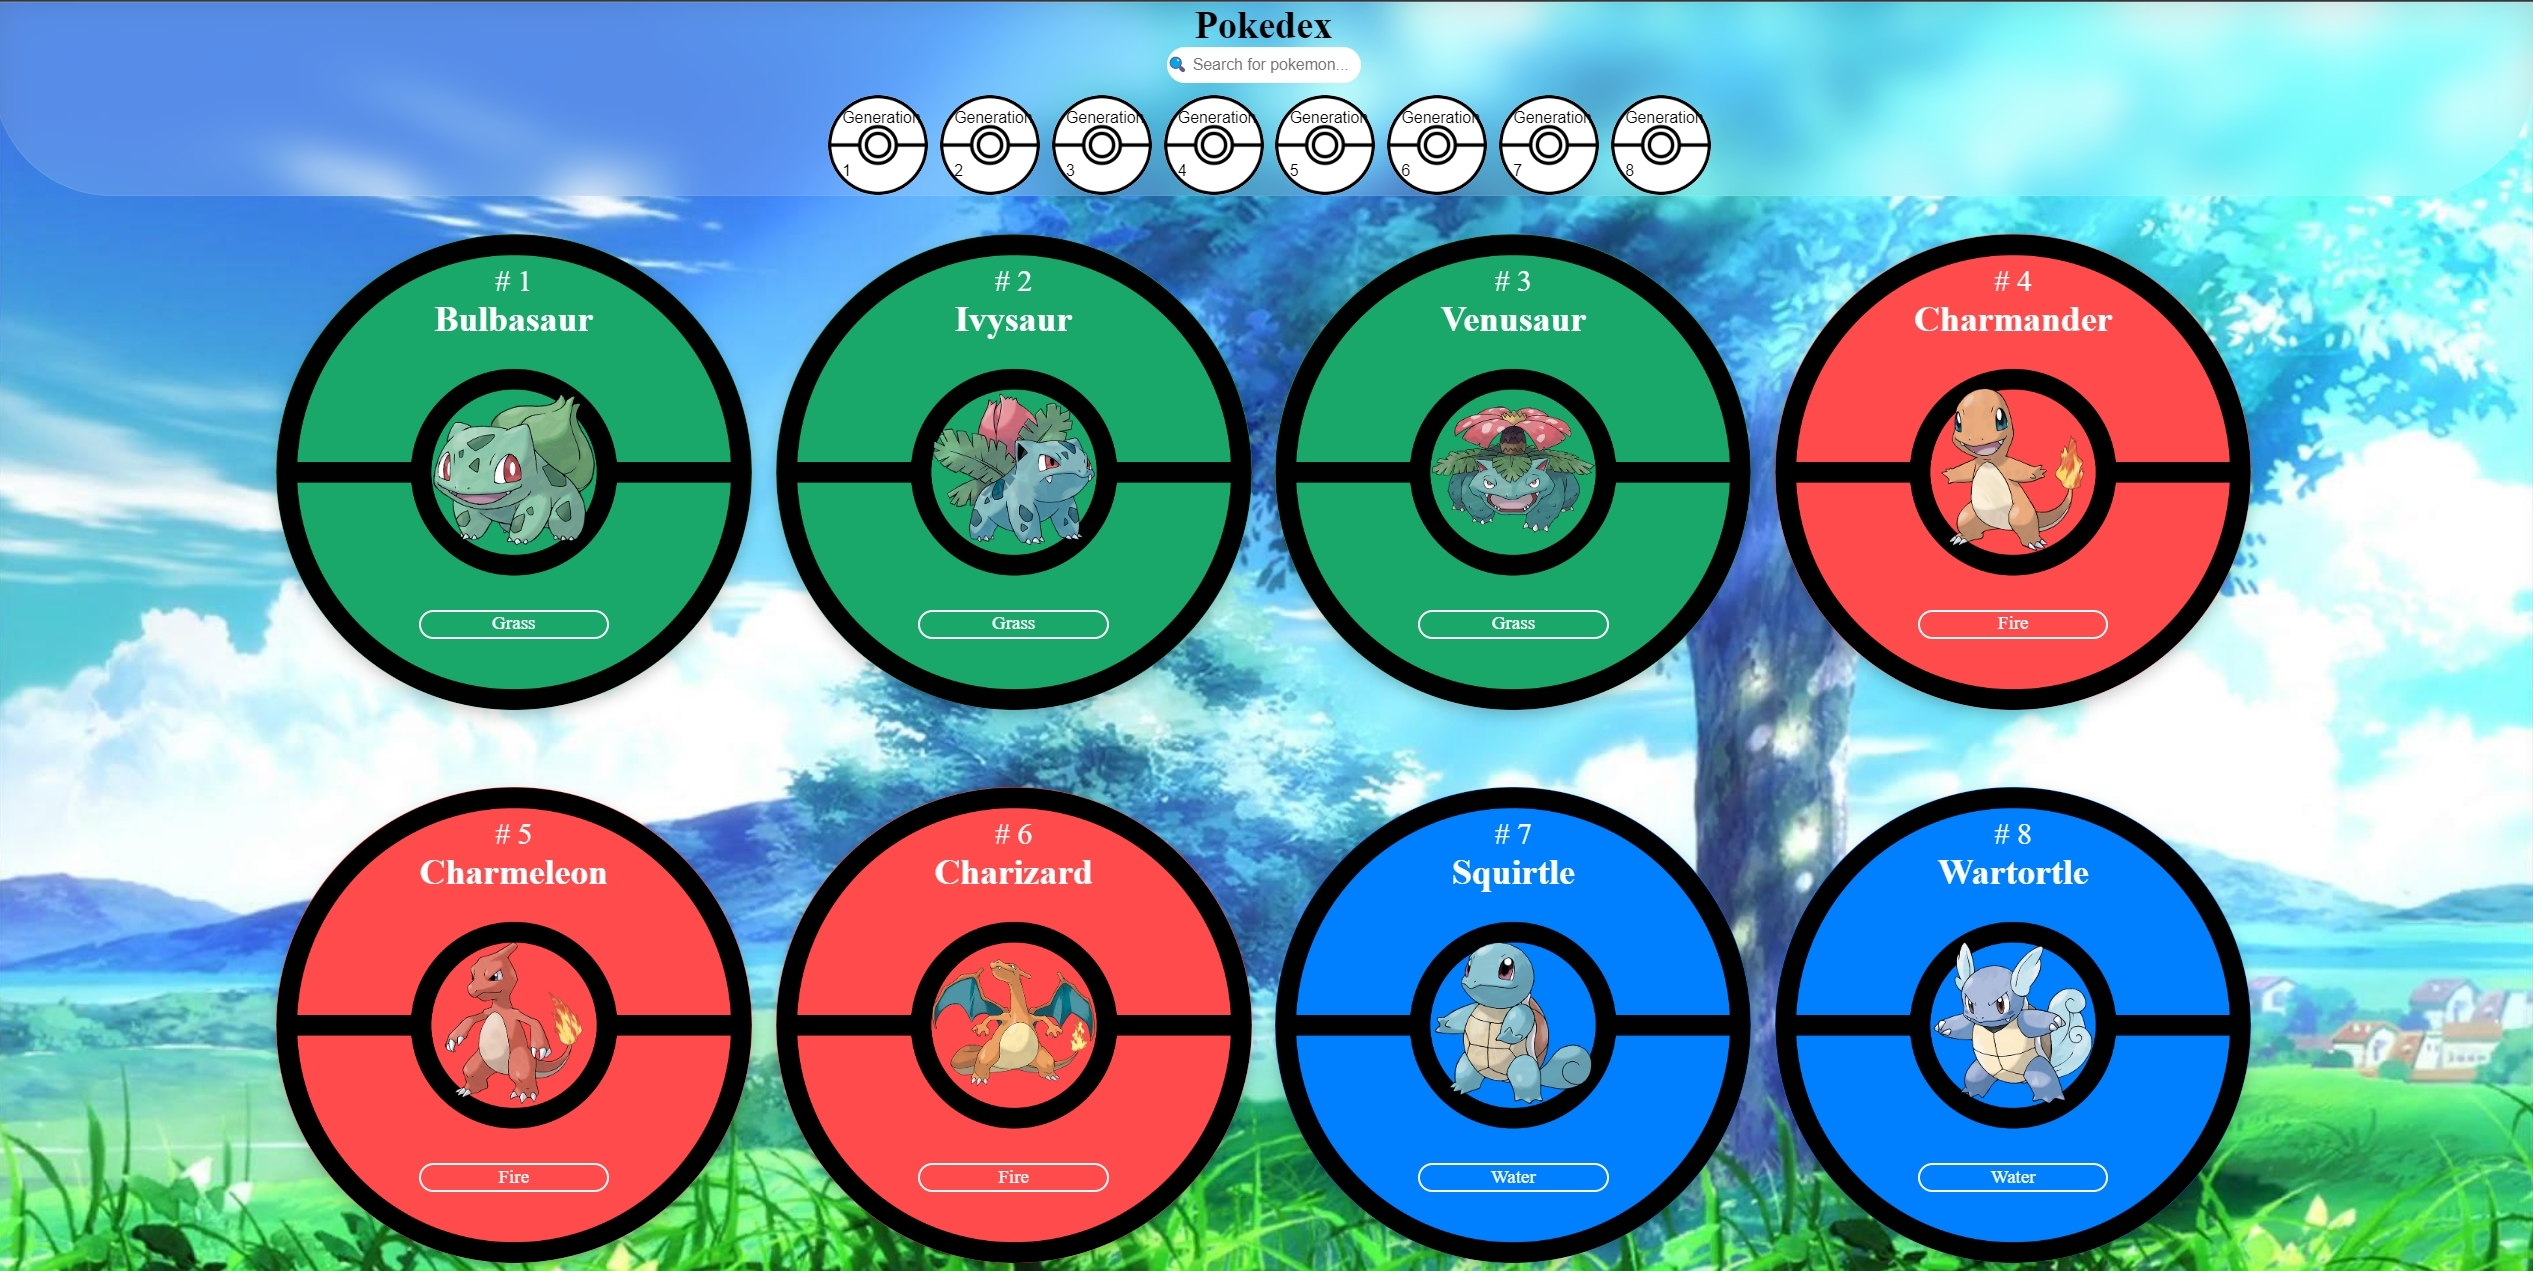 Pokedex
Search for pokemon...
Generation Generation Generation Generation Generation Generation Generation Generation
1 2 3 4 5 6 7 8
# 1
Bulbasaur
Grass
# 2
Ivysaur
Grass
# 3
Venusaur
Grass
# 4
Charmander
Fire
# 5
Charmeleon
Fire
# 6
Charizard
Fire
# 7
Squirtle
Water
# 8
Wartortle
Water